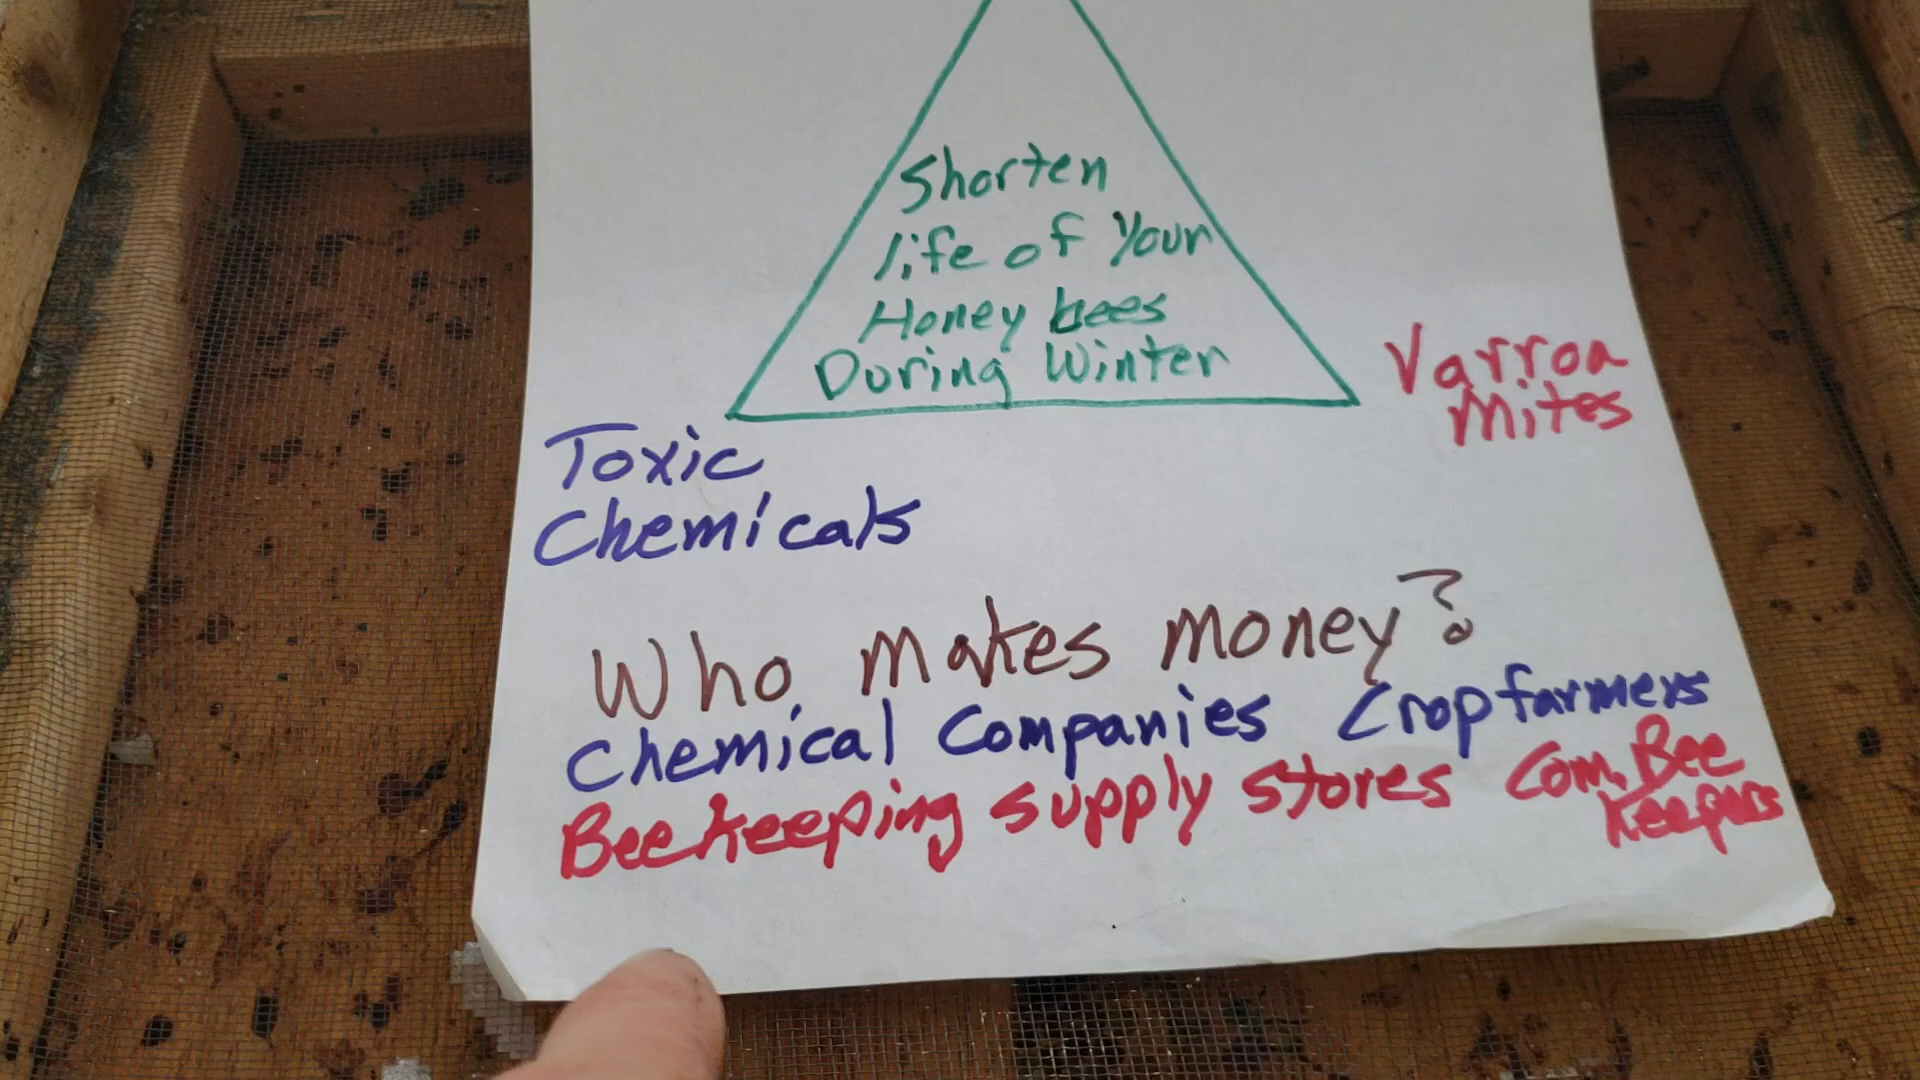 Shorten
life of Your
Honey bees
During Winter
Varroa
Mites
Toxic
Chemicals
Who makes money?
Chemical Companies Crop farmers
Beekeeping supply stores Com. Bee
Keepers